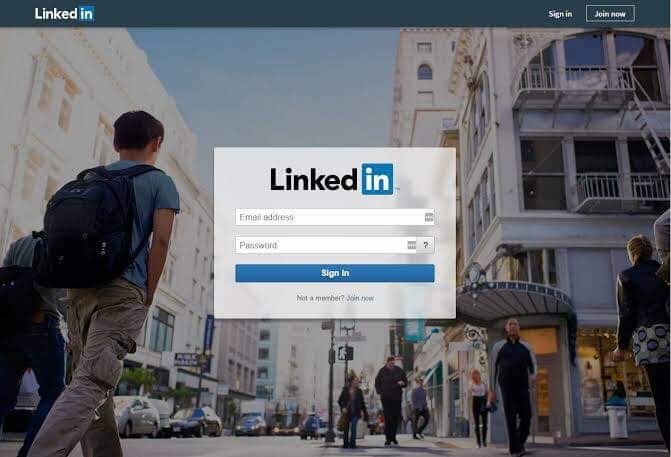 Linked in
Sign in
Join now
Linked in
Email address
Password
?
Sign In
Not a member? Join now